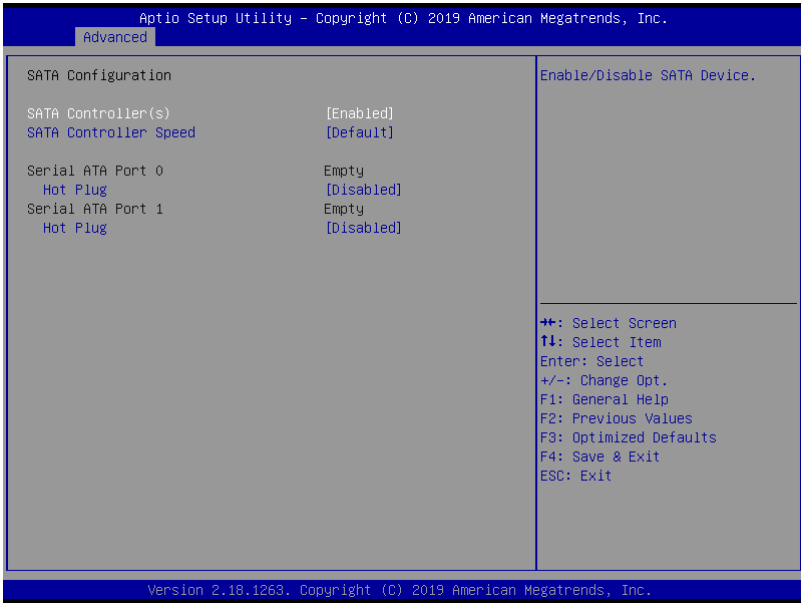 Aptio Setup Utility – Copyright (C) 2019 American Megatrends, Inc.
Advanced
SATA Configuration
SATA Controller(s) [Enabled]
SATA Controller Speed [Default]
Serial ATA Port 0 Empty
Hot Plug [Disabled]
Serial ATA Port 1 Empty
Hot Plug [Disabled]
Enable/Disable SATA Device.
→←: Select Screen
↑↓: Select Item
Enter: Select
+/-: Change Opt.
F1: General Help
F2: Previous Values
F3: Optimized Defaults
F4: Save & Exit
ESC: Exit
Version 2.18.1263. Copyright (C) 2019 American Megatrends, Inc.